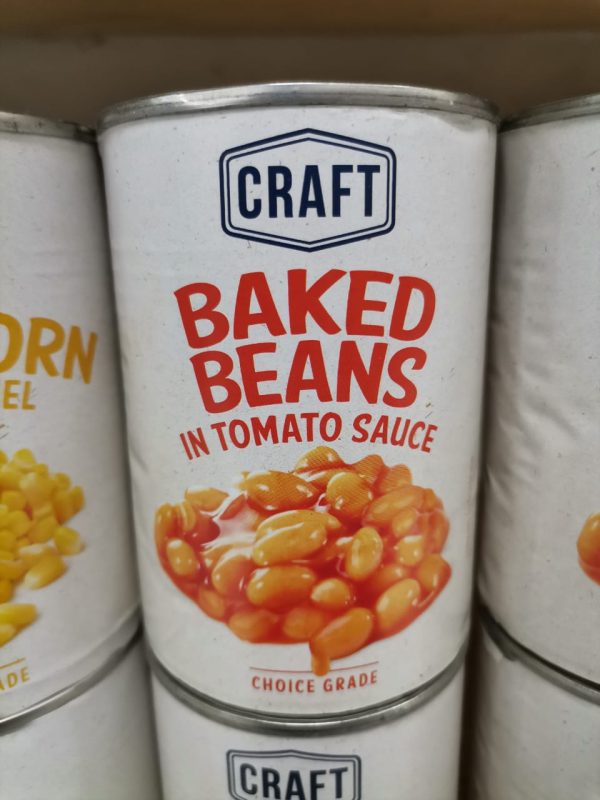 CRAFT
BAKED
BEANS
IN TOMATO SAUCE
CHOICE GRADE
CRAFT